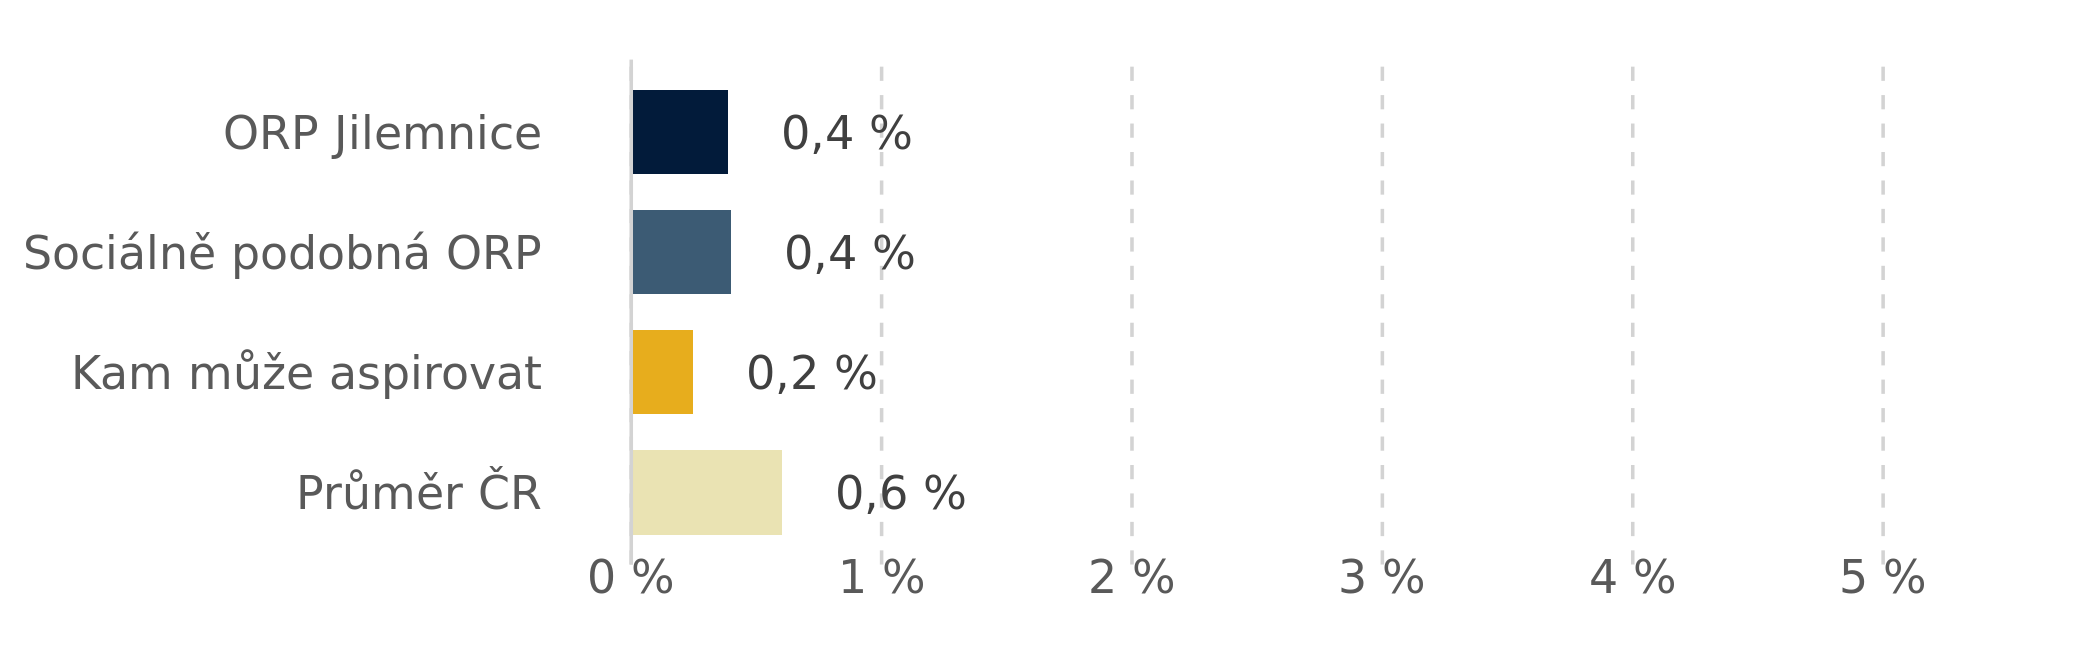 ORP Jilemnice 0,4 %
Sociálně podobná ORP 0,4 %
Kam může aspirovat 0,2 %
Průměr ČR 0,6 %
0 % 1 % 2 % 3 % 4 % 5 %